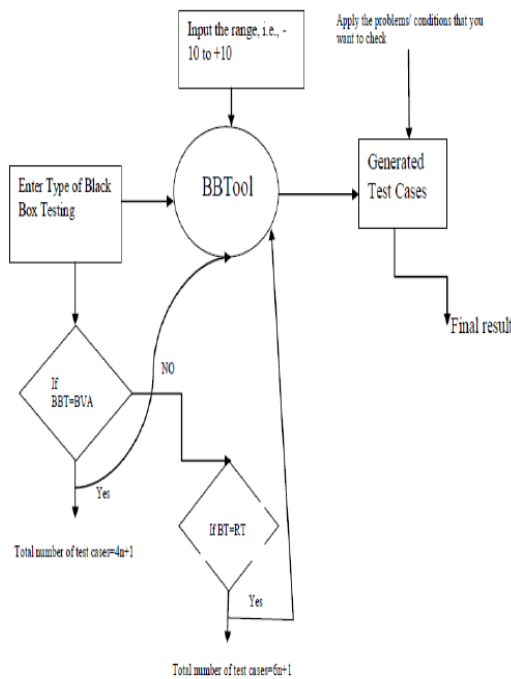 Input the range, i.e., -
10 to +10
Apply the problems/ conditions that you
want to check
Enter Type of Black
Box Testing
BBTool
Generated
Test Cases
Final result
If
BBT=BVA
NO
Yes
Total number of test cases=4n+1
If BT=RT
Yes
Total number of test cases=6n+1